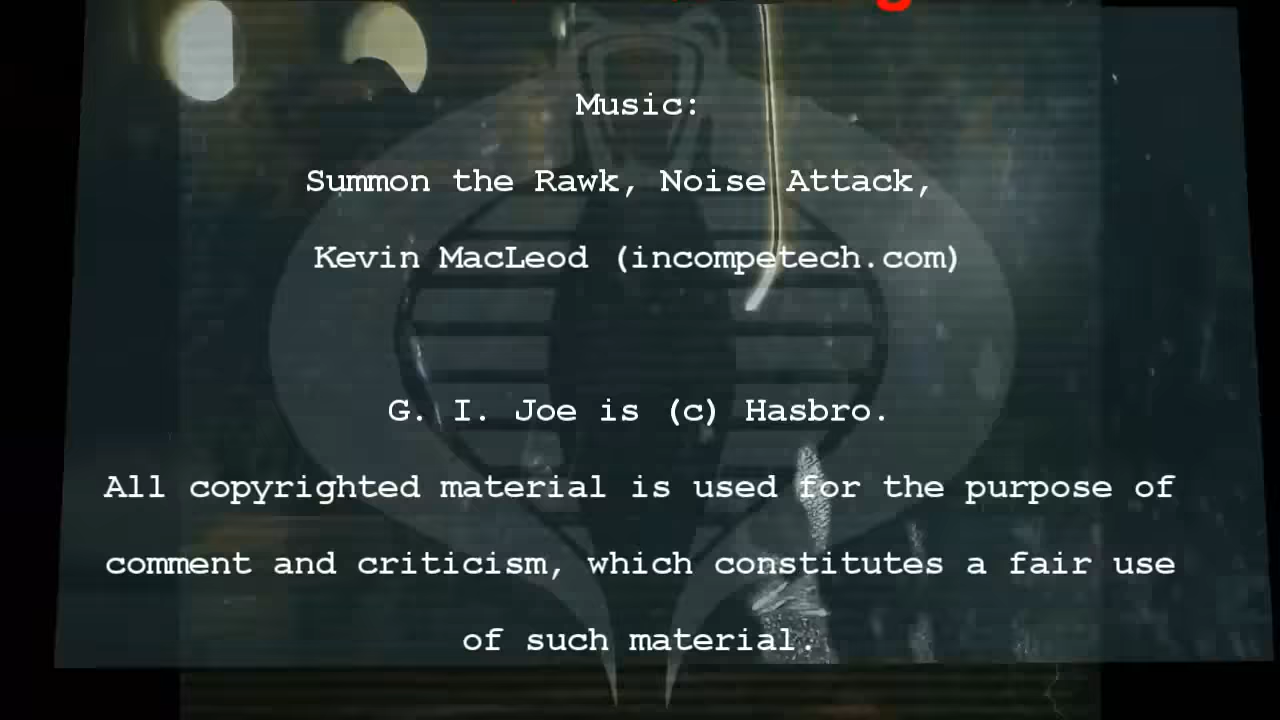 Music:
Summon the Rawk, Noise Attack,
Kevin MacLeod (incompetech.com)
G. I. Joe is (c) Hasbro.
All copyrighted material is used for the purpose of
comment and criticism, which constitutes a fair use
of such material.